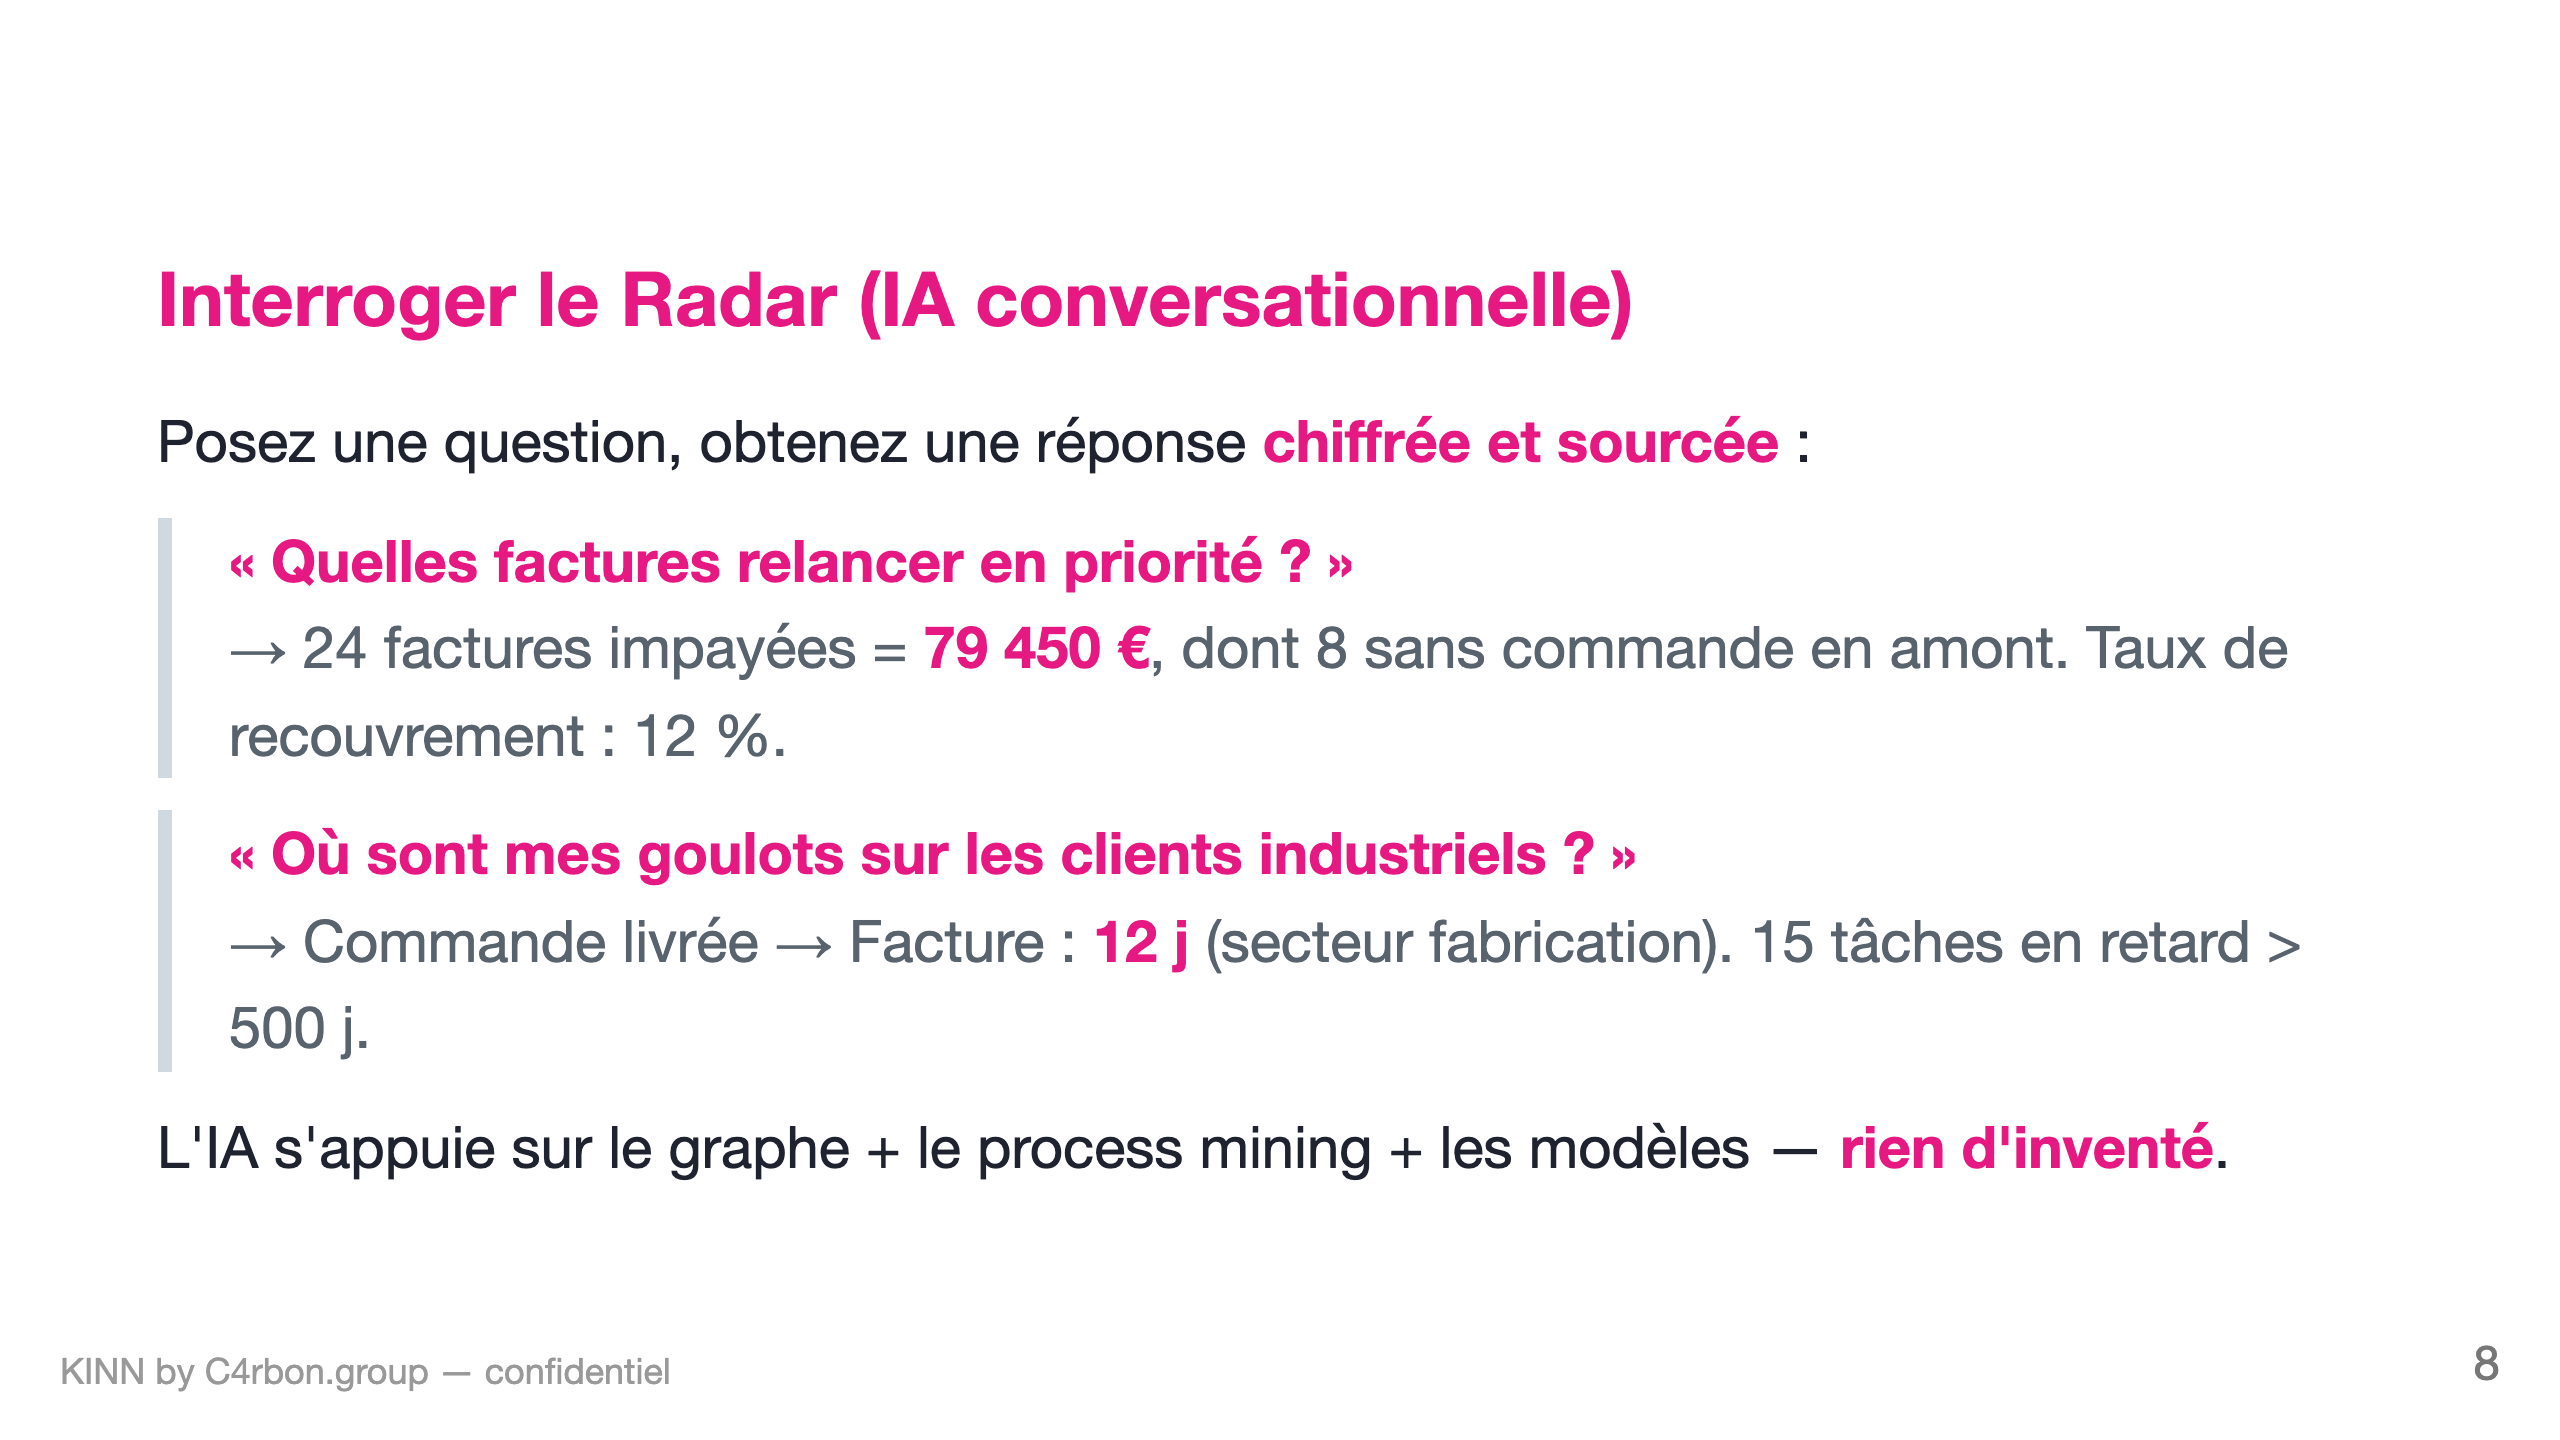 Interroger le Radar (IA conversationnelle)
Posez une question, obtenez une réponse chiffrée et sourcée :
« Quelles factures relancer en priorité ? »
→ 24 factures impayées = 79 450 €, dont 8 sans commande en amont. Taux de
recouvrement : 12 %.
« Où sont mes goulots sur les clients industriels ? »
→ Commande livrée → Facture : 12 j (secteur fabrication). 15 tâches en retard >
500 j.
L'IA s'appuie sur le graphe + le process mining + les modèles — rien d'inventé.
KINN by C4rbon.group — confidentiel
8